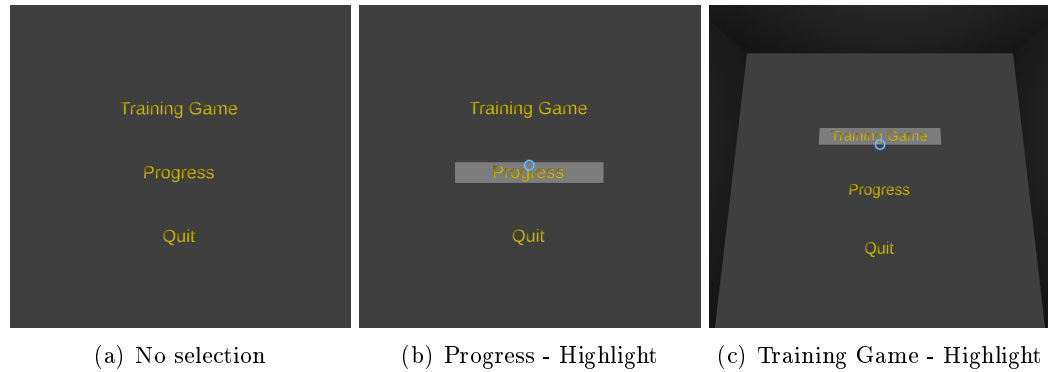 Training Game
Progress
Quit
(a) No selection
Training Game
Progress
Quit
(b) Progress - Highlight
Training Game
Progress
Quit
(c) Training Game - Highlight